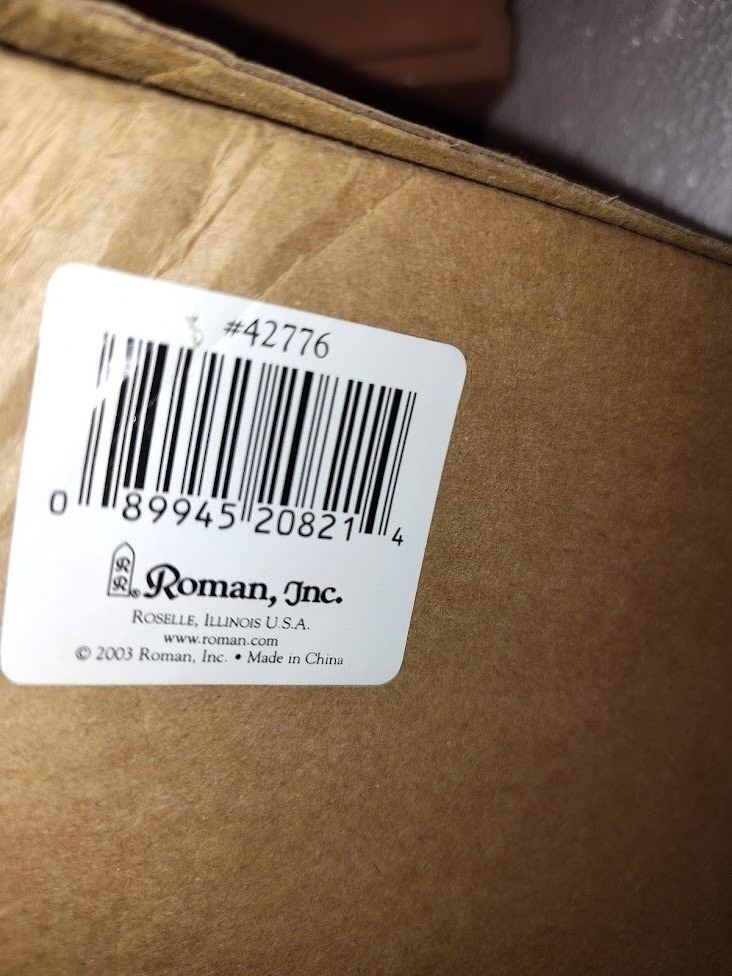 #42776
0 89945 20821 4
R
R
® Roman, Inc.
ROSELLE, ILLINOIS U.S.A.
www.roman.com
© 2003 Roman, Inc. • Made in China